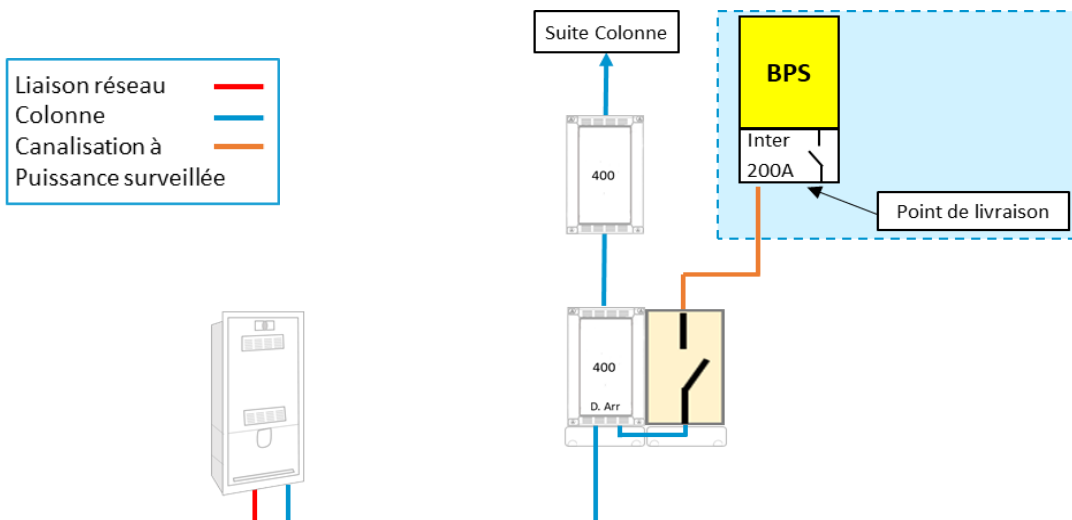 Suite Colonne
Liaison réseau
Colonne
Canalisation à
Puissance surveillée
BPS
Inter
200A
Point de livraison
400
400
D. Arr